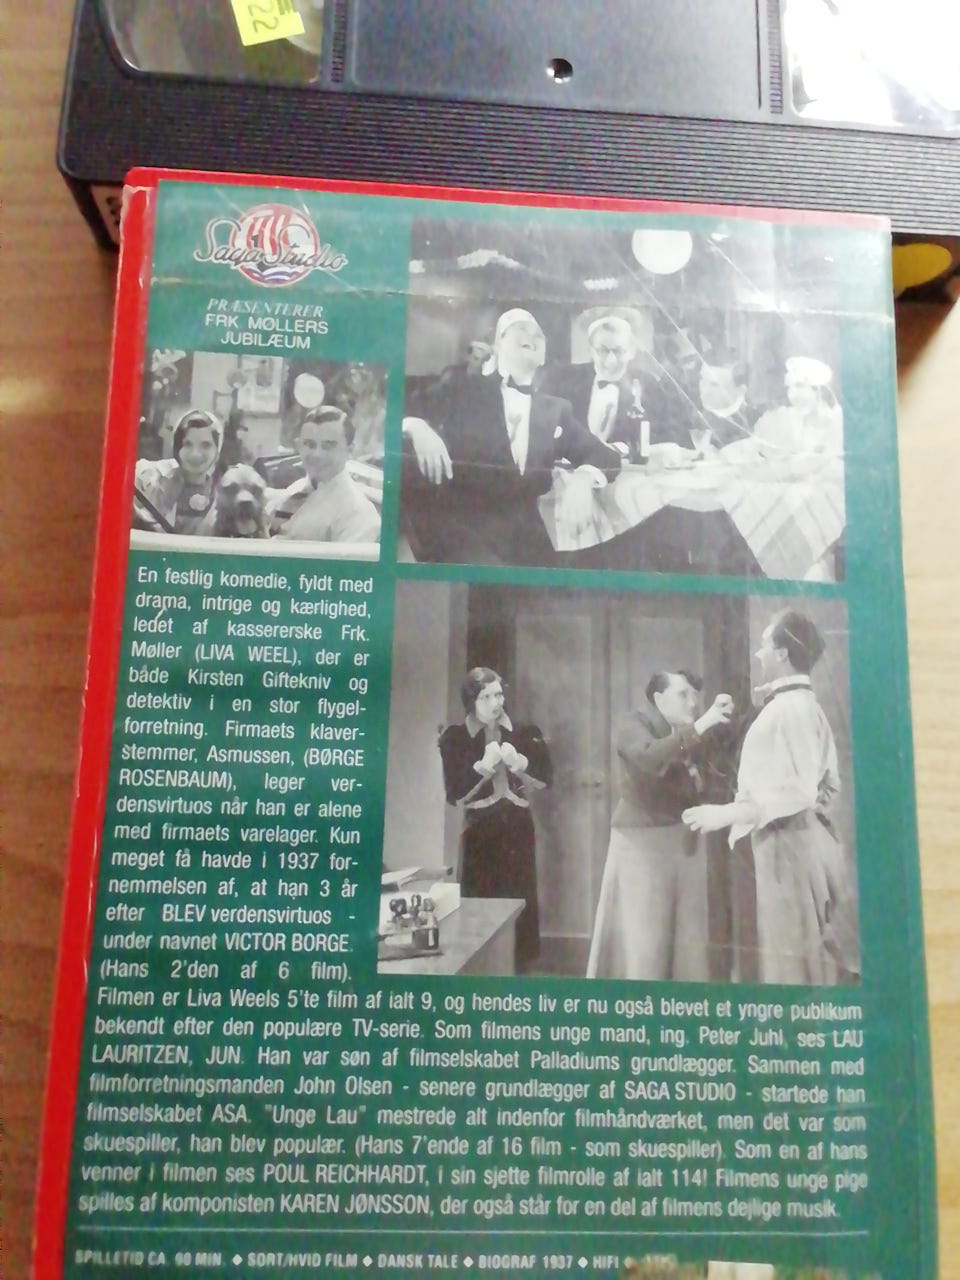 22
Saga Studio
PRÆSENTERER
FRK MØLLERS
JUBILÆUM
En festlig komedie, fyldt med
drama, intrige og kærlighed,
ledet af kassererske Frk.
Møller (LIVA WEEL), der er
både Kirsten Giftekniv og
detektiv i en stor flygel-
forretning. Firmaets klaver-
stemmer, Asmussen, (BØRGE
ROSENBAUM), leger ver-
densvirtuos når han er alene
med firmaets varelager. Kun
meget få havde i 1937 for-
nemmelsen af, at han 3 år
efter BLEV verdensvirtuos -
under navnet VICTOR BORGE.
(Hans 2'den af 6 film).
Filmen er Liva Weels 5'te film af ialt 9, og hendes liv er nu også blevet et yngre publikum
bekendt efter den populære TV-serie. Som filmens unge mand, ing. Peter Juhl, ses LAU
LAURITZEN, JUN. Han var søn af filmselskabet Palladiums grundlægger. Sammen med
filmforretningsmanden John Olsen - senere grundlægger af SAGA STUDIO - startede han
filmselskabet ASA. "Unge Lau" mestrede alt indenfor filmhåndværket, men det var som
skuespiller, han blev populær. (Hans 7'ende af 16 film - som skuespiller). Som en af hans
venner i filmen ses POUL REICHHARDT, i sin sjette filmrolle af ialt 114! Filmens unge pige
spilles af komponisten KAREN JØNSSON, der også står for en del af filmens dejlige musik.
SPILLETID CA. 90 MIN. ◆ SORT/HVID FILM ◆ DANSK TALE ◆ BIOGRAF 1937 ◆ HIFI ◆